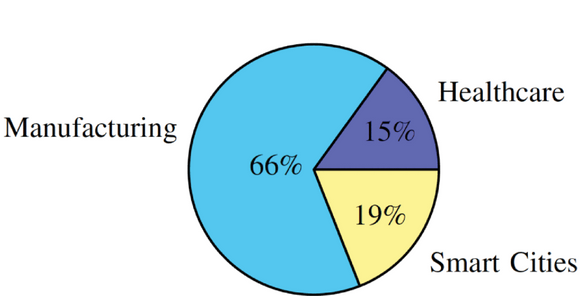 Healthcare
Manufacturing
15%
66%
19%
Smart Cities